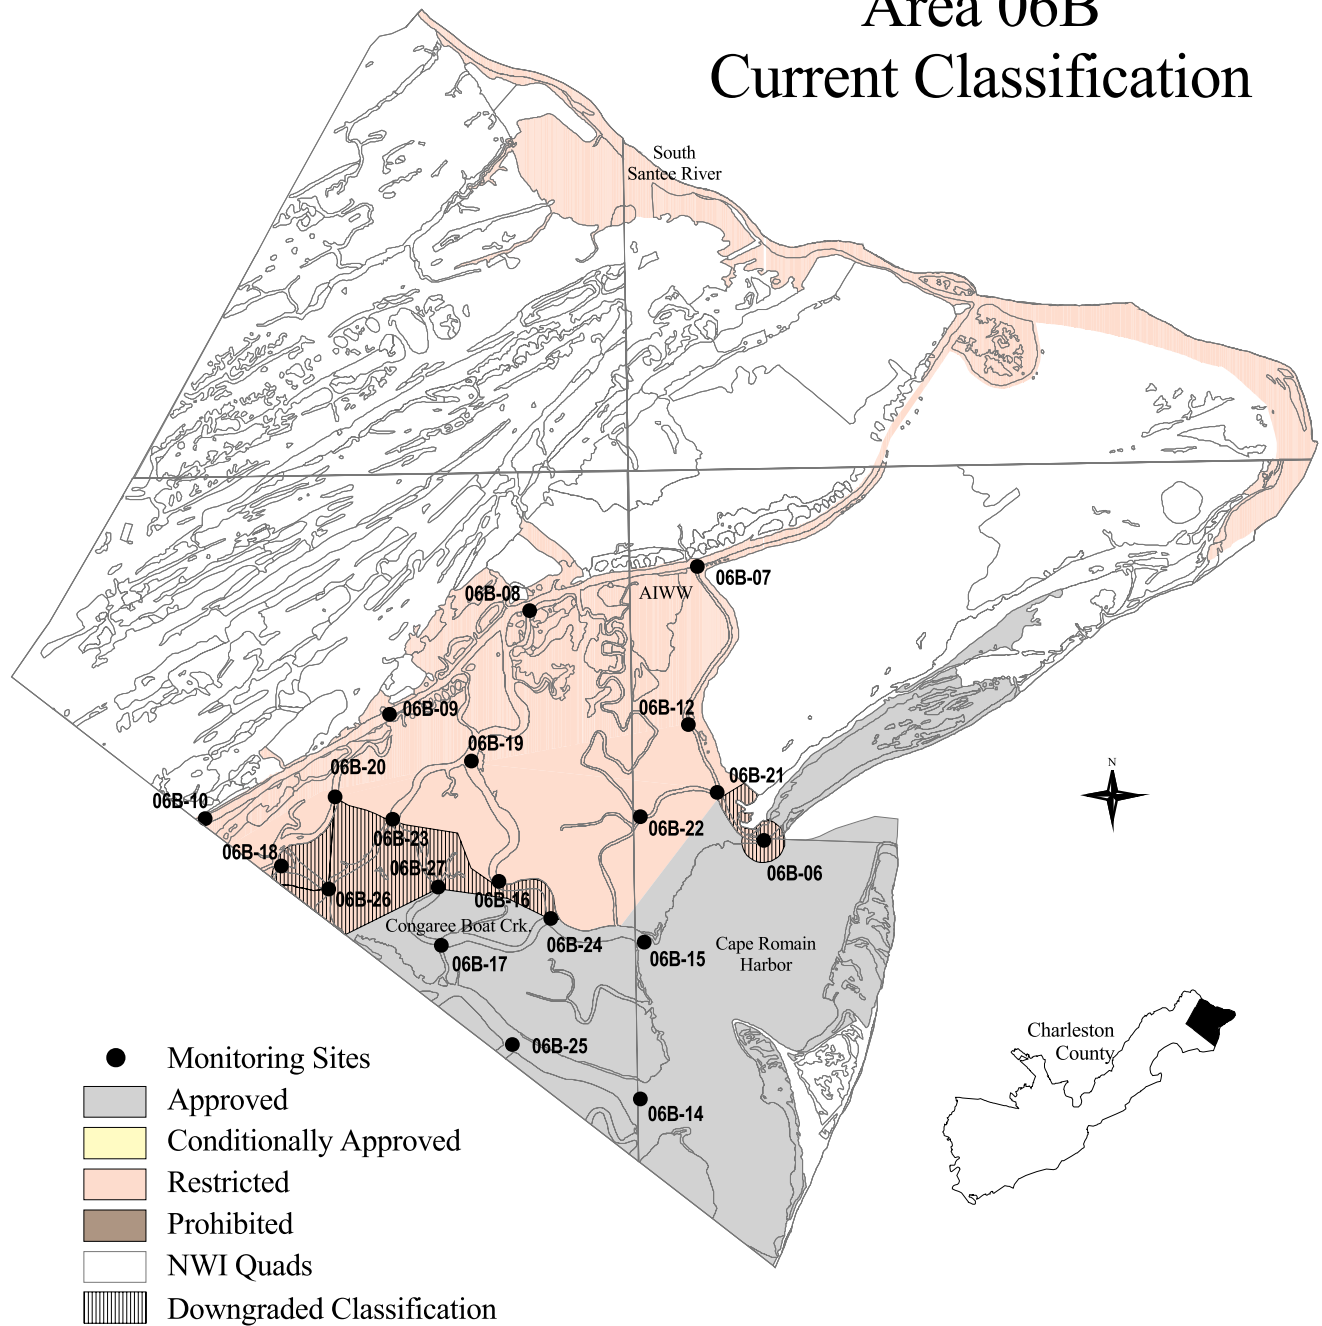 Area 06B
Current Classification
South
Santee River
06B-07
AIWW
06B-08
06B-09
06B-12
06B-19
06B-20
06B-21
06B-10
06B-22
06B-23
06B-18
06B-27
06B-06
06B-26
06B-16
Congaree Boat Crk.
06B-24
06B-15
Cape Romain
Harbor
06B-17
06B-25
06B-14
N
Charleston
County
Monitoring Sites
Approved
Conditionally Approved
Restricted
Prohibited
NWI Quads
Downgraded Classification